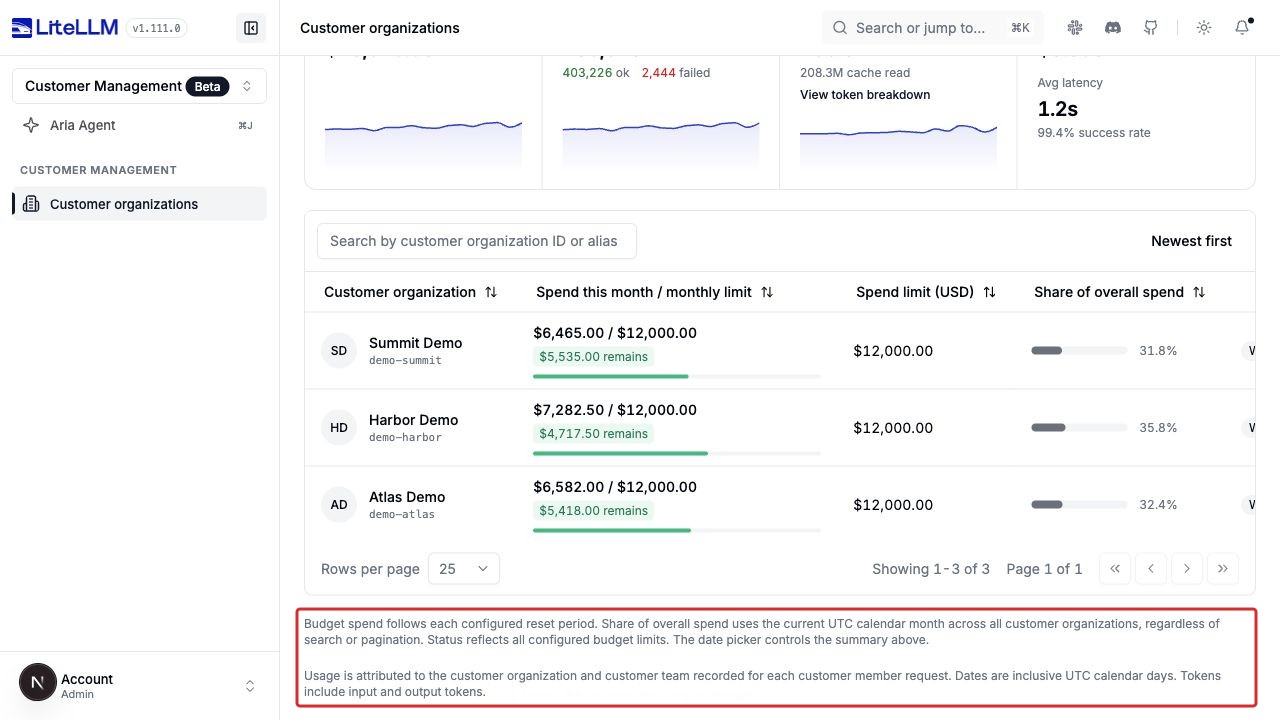 LiteLLM v1.111.0
Customer organizations
Search or jump to... ⌘K
Customer Management Beta
Aria Agent ⌘J
CUSTOMER MANAGEMENT
Customer organizations
403,226 ok 2,444 failed
208.3M cache read
View token breakdown
Avg latency
1.2s
99.4% success rate
Search by customer organization ID or alias
Newest first
Customer organization Spend this month / monthly limit Spend limit (USD) Share of overall spend
SD Summit Demo
demo-summit
$6,465.00 / $12,000.00
$5,535.00 remains
$12,000.00
31.8%
HD Harbor Demo
demo-harbor
$7,282.50 / $12,000.00
$4,717.50 remains
$12,000.00
35.8%
AD Atlas Demo
demo-atlas
$6,582.00 / $12,000.00
$5,418.00 remains
$12,000.00
32.4%
Rows per page 25
Showing 1-3 of 3 Page 1 of 1
Budget spend follows each configured reset period. Share of overall spend uses the current UTC calendar month across all customer organizations, regardless of
search or pagination. Status reflects all configured budget limits. The date picker controls the summary above.
Usage is attributed to the customer organization and customer team recorded for each customer member request. Dates are inclusive UTC calendar days. Tokens
include input and output tokens.
N Account
Admin